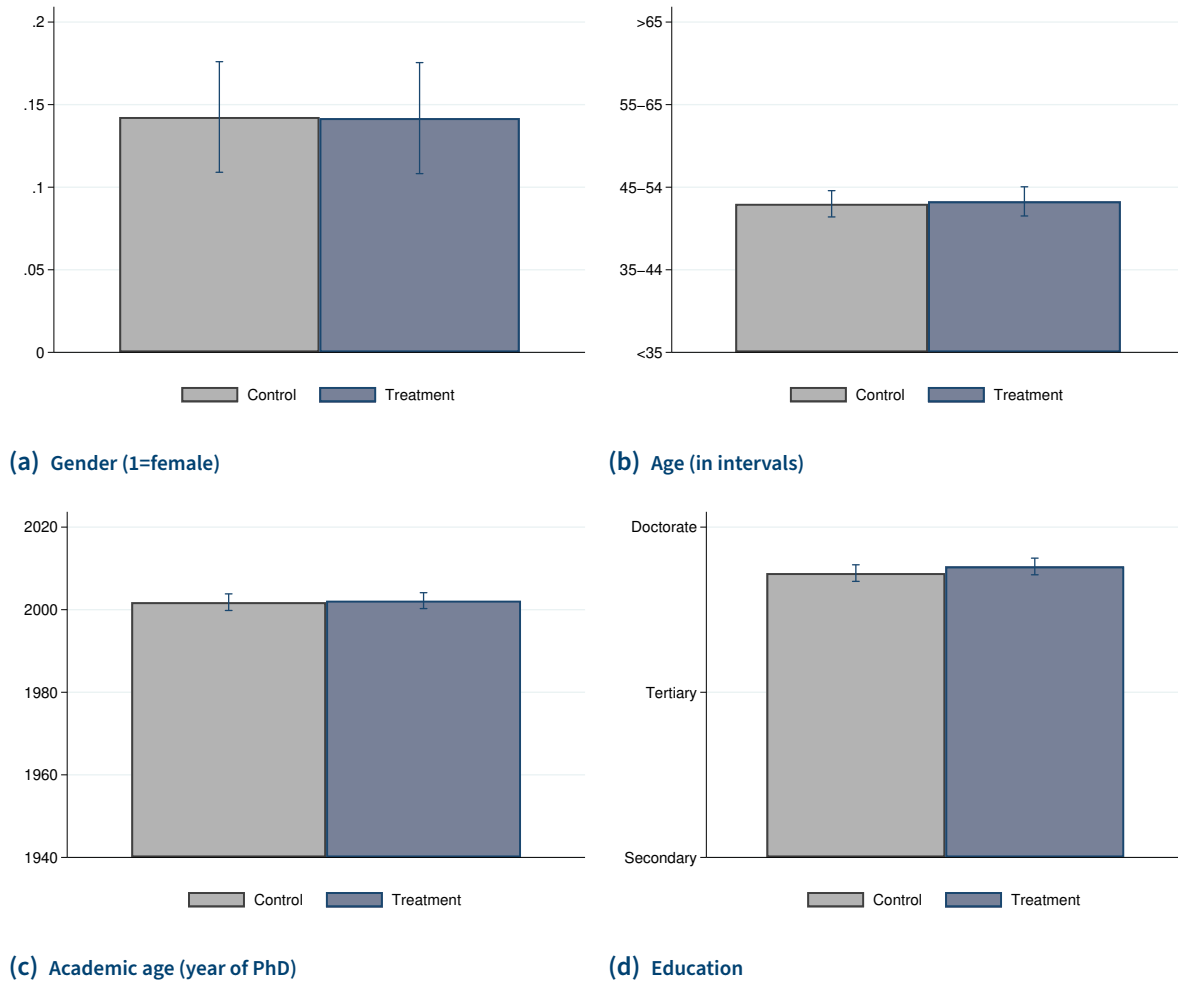 .2
.15
.1
.05
0
Control Treatment
(a) Gender (1=female)
>65
55–65
45–54
35–44
<35
Control Treatment
(b) Age (in intervals)
2020
2000
1980
1960
1940
Control Treatment
(c) Academic age (year of PhD)
Doctorate
Tertiary
Secondary
Control Treatment
(d) Education